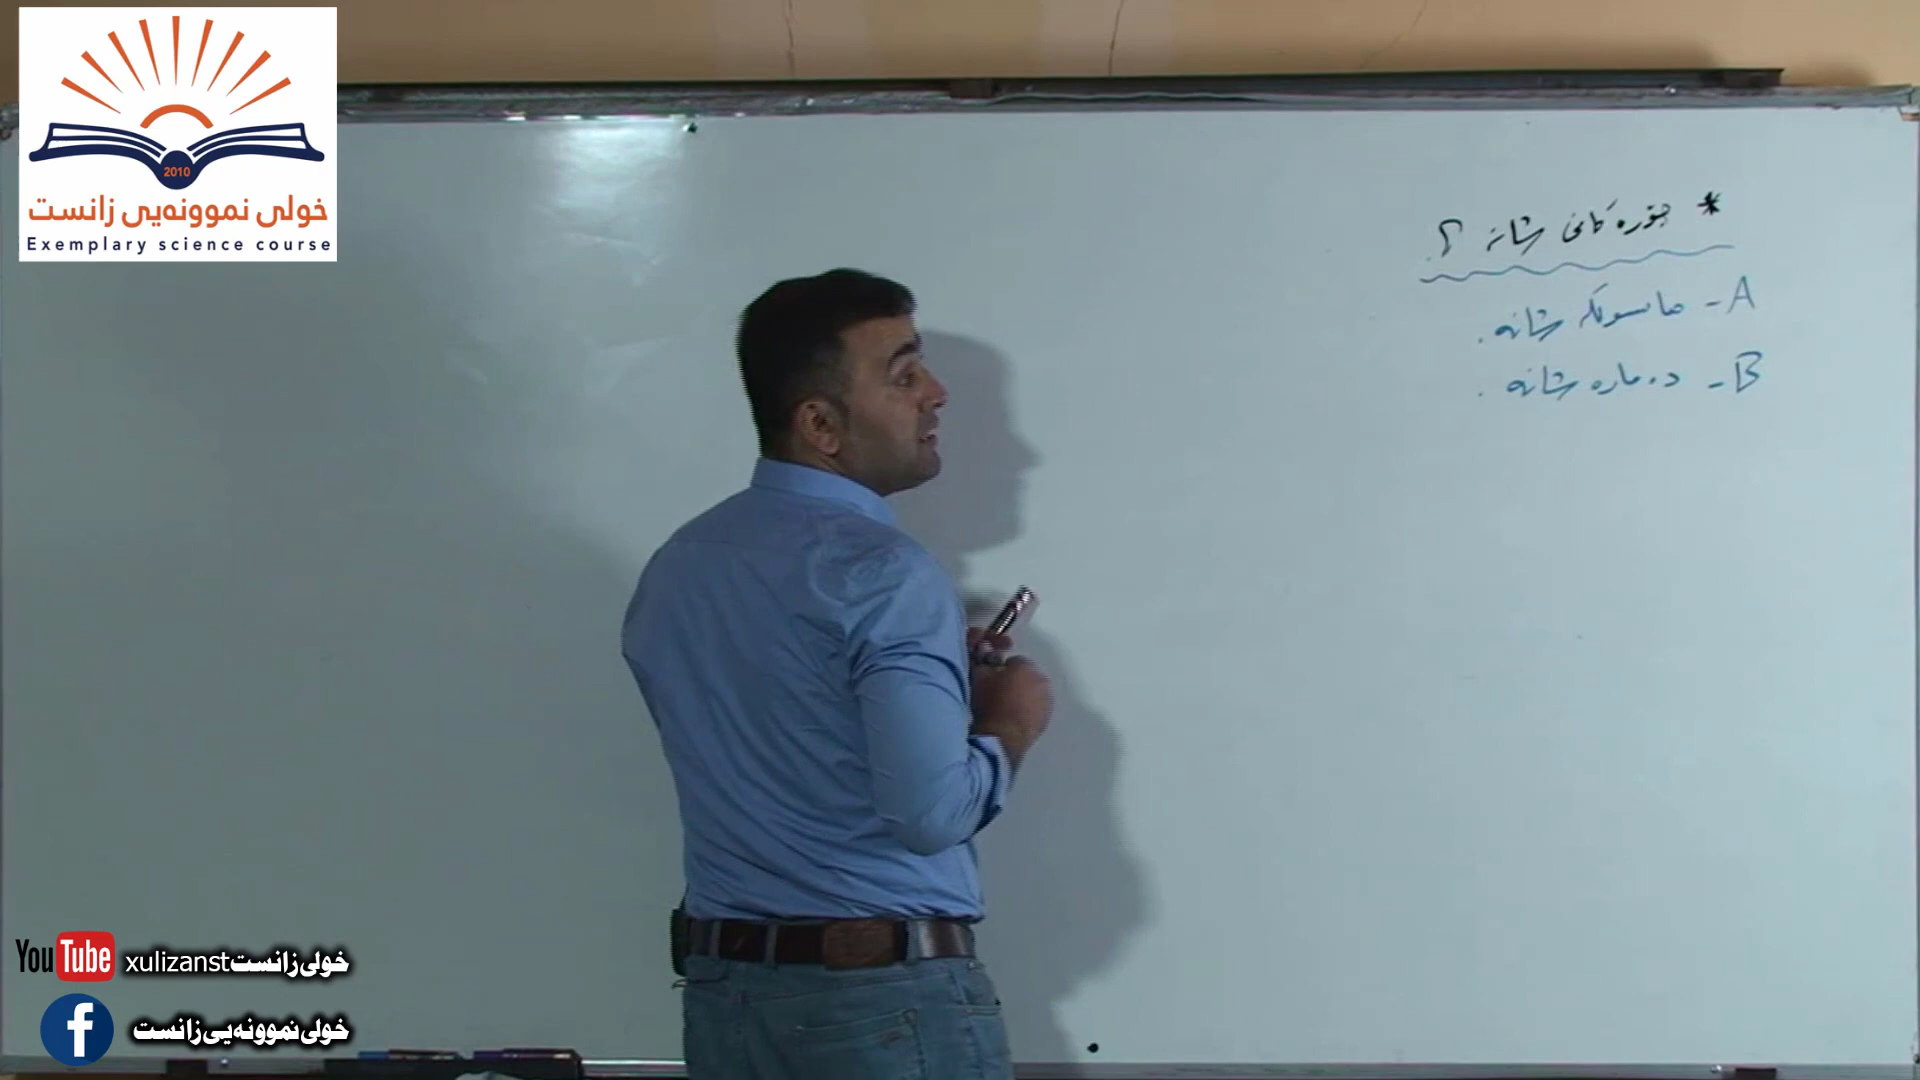 2010
خولی نموونەیی زانست
Exemplary science course
* جۆرەکانی شانە ؟
A - ماسولکە شانە .
B - دەمارە شانە .
You Tube xulizanst خولی زانست
f خولی نموونەیی زانست